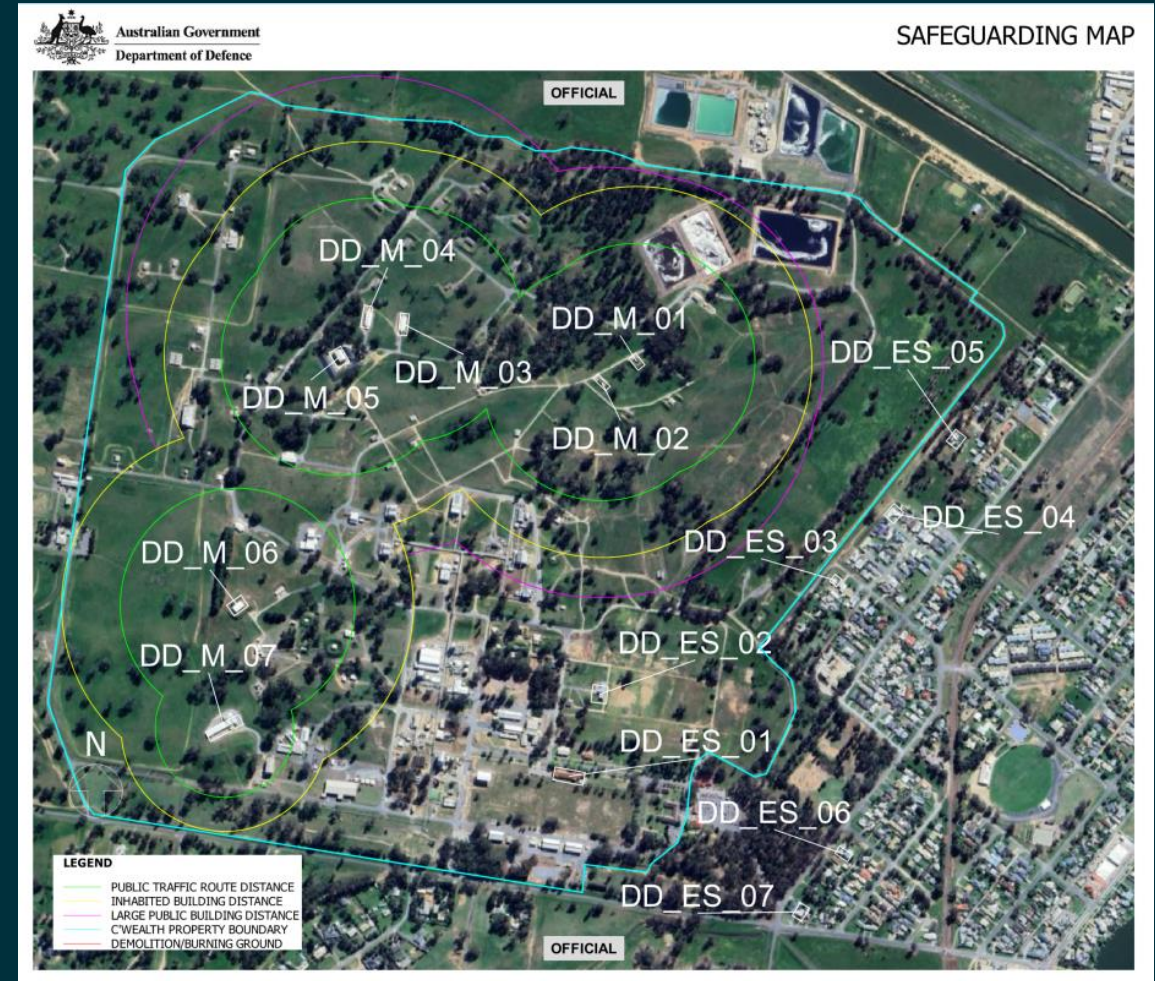 Australian Government
Department of Defence
SAFEGUARDING MAP
OFFICIAL
DD_M_04
DD_M_01
DD_ES_05
DD_M_03
DD_M_05
DD_M_02
DD_ES_04
DD_ES_03
DD_M_06
DD_ES_02
DD_M_07
N
DD_ES_01
DD_ES_06
LEGEND
PUBLIC TRAFFIC ROUTE DISTANCE
INHABITED BUILDING DISTANCE
LARGE PUBLIC BUILDING DISTANCE
C'WEALTH PROPERTY BOUNDARY
DEMOLITION/BURNING GROUND
DD_ES_07
OFFICIAL